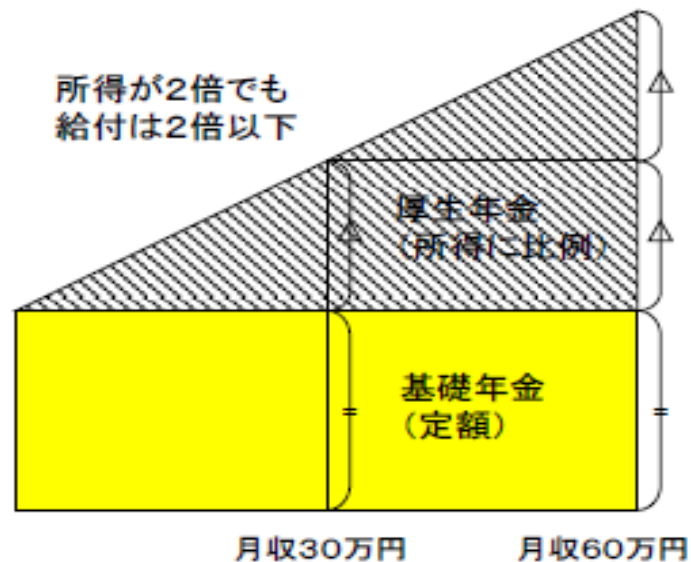 所得が2倍でも
給付は2倍以下
厚生年金
(所得に比例)
基礎年金
(定額)
月収30万円
月収60万円